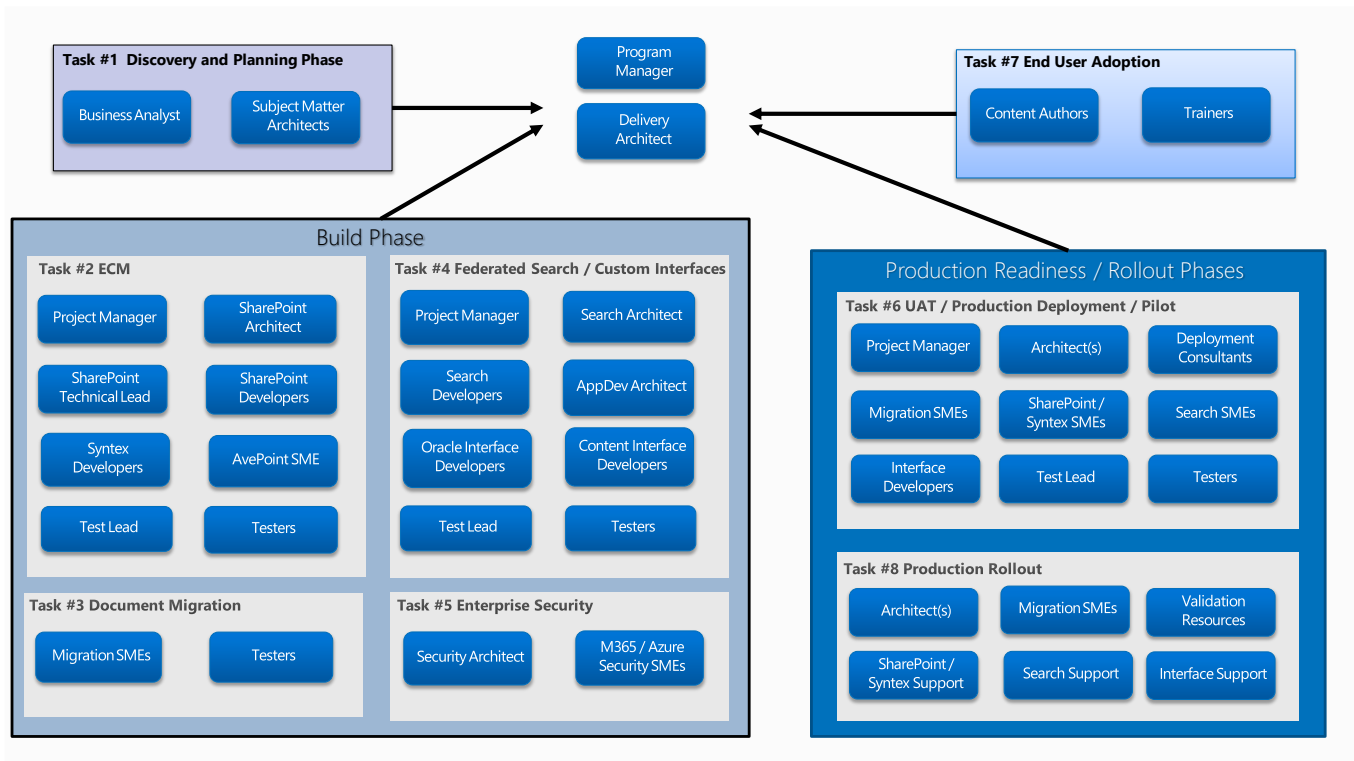 Task #1  Discovery and Planning Phase
Business Analyst
Subject Matter
Architects
Program
Manager
Delivery
Architect
Task #7 End User Adoption
Content Authors
Trainers
Build Phase
Task #2 ECM
Project Manager
SharePoint
Architect
SharePoint
Technical Lead
SharePoint
Developers
Syntex
Developers
AvePoint SME
Test Lead
Testers
Task #4 Federated Search / Custom Interfaces
Project Manager
Search Architect
Search
Developers
AppDev Architect
Oracle Interface
Developers
Content Interface
Developers
Test Lead
Testers
Task #3 Document Migration
Migration SMEs
Testers
Task #5 Enterprise Security
Security Architect
M365 / Azure
Security SMEs
Production Readiness / Rollout Phases
Task #6 UAT / Production Deployment / Pilot
Project Manager
Architect(s)
Deployment
Consultants
Migration SMEs
SharePoint /
Syntex SMEs
Search SMEs
Interface
Developers
Test Lead
Testers
Task #8 Production Rollout
Architect(s)
Migration SMEs
Validation
Resources
SharePoint /
Syntex Support
Search Support
Interface Support